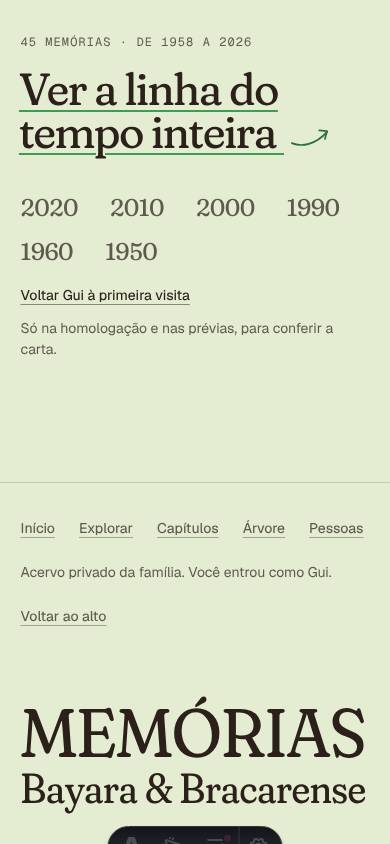 45 MEMÓRIAS · DE 1958 A 2026
Ver a linha do
tempo inteira
2020 2010 2000 1990
1960 1950
Voltar Gui à primeira visita
Só na homologação e nas prévias, para conferir a
carta.
Início Explorar Capítulos Árvore Pessoas
Acervo privado da família. Você entrou como Gui.
Voltar ao alto
MEMÓRIAS
Bayara & Bracarense